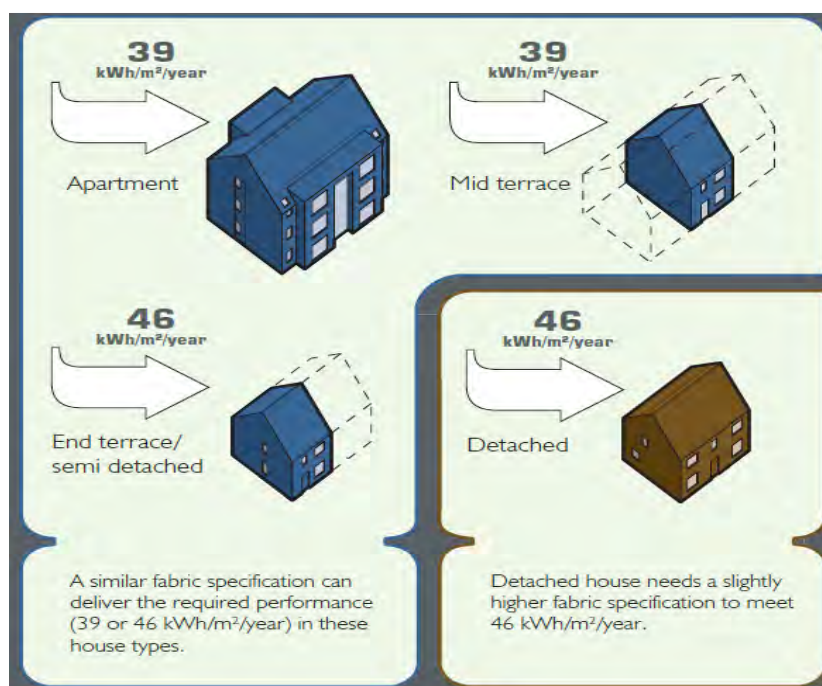 39
kWh/m²/year
Apartment
39
kWh/m²/year
Mid terrace
46
kWh/m²/year
End terrace/
semi detached
46
kWh/m²/year
Detached
A similar fabric specification can
deliver the required performance
(39 or 46 kWh/m²/year) in these
house types.
Detached house needs a slightly
higher fabric specification to meet
46 kWh/m²/year.